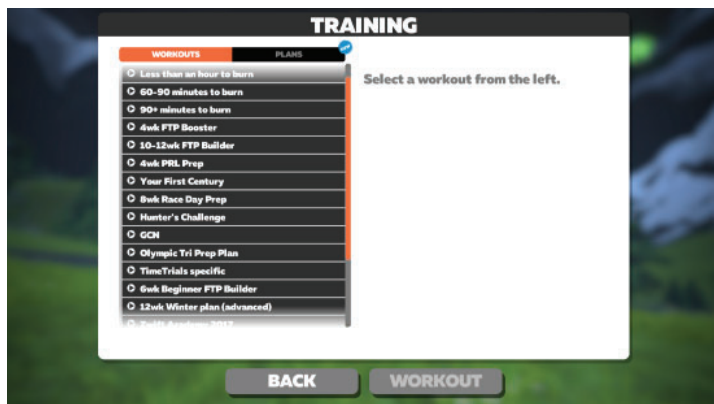 TRAINING
WORKOUTS PLANS
Less than an hour to burn
Select a workout from the left.
60-90 minutes to burn
90+ minutes to burn
4wk FTP Booster
10-12wk FTP Builder
4wk PRL Prep
Your First Century
8wk Race Day Prep
Hunter's Challenge
GCN
Olympic Tri Prep Plan
TimeTrials specific
6wk Beginner FTP Builder
12wk Winter plan (advanced)
Zwift Academy 2017
BACK WORKOUT